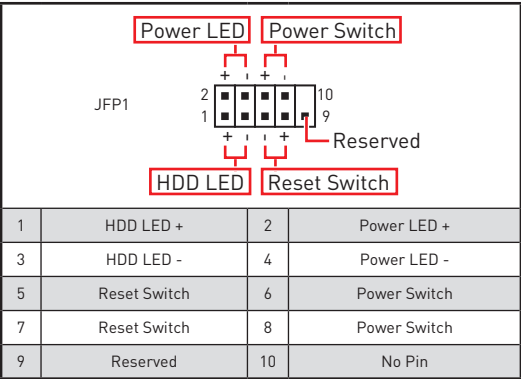 Power LED Power Switch
+ - + -
JFP1
2 10
1 9
+ - - +
Reserved
HDD LED Reset Switch
1 HDD LED + 2 Power LED +
3 HDD LED - 4 Power LED -
5 Reset Switch 6 Power Switch
7 Reset Switch 8 Power Switch
9 Reserved 10 No Pin